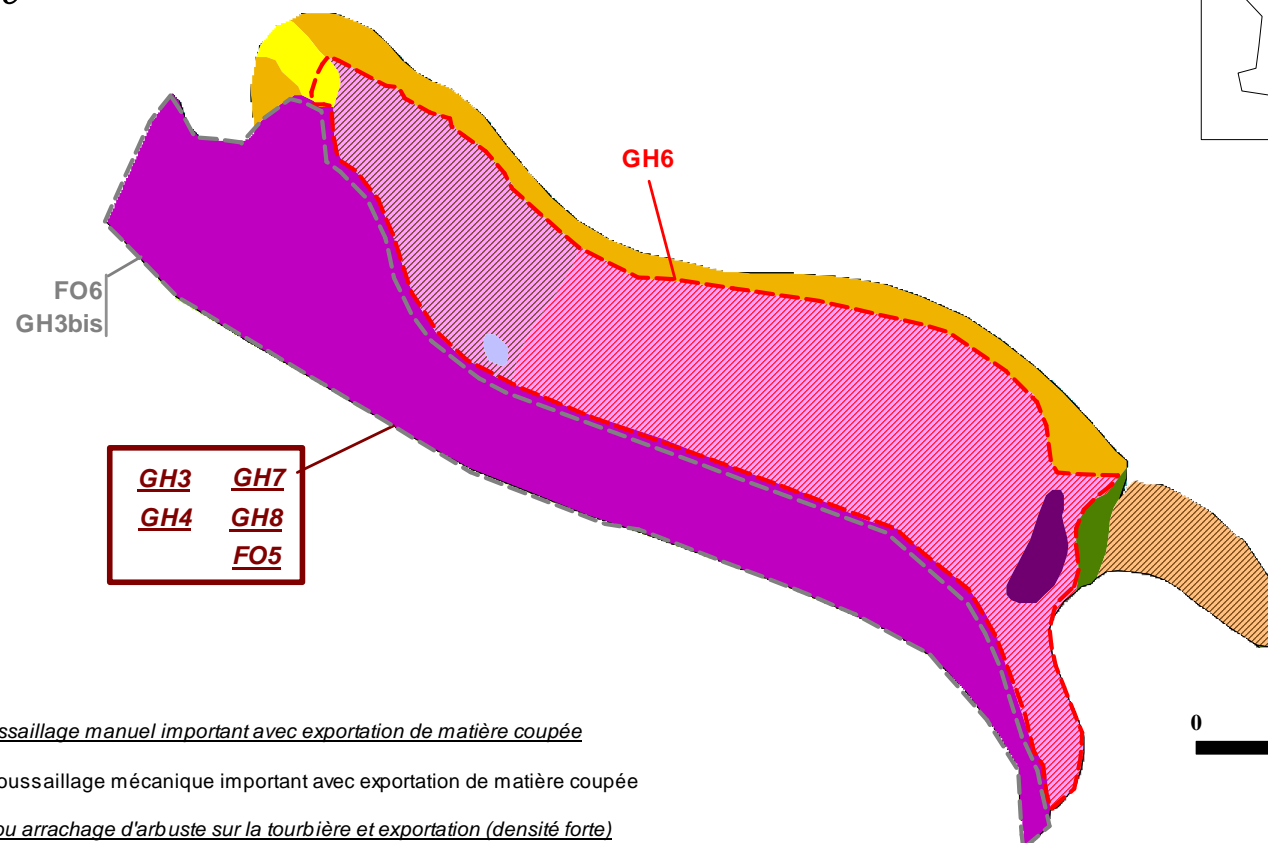 GH6
FO6
GH3bis
GH3 GH7
GH4 GH8
FO5
0
ssaillage manuel important avec exportation de matière coupée
oussaillage mécanique important avec exportation de matière coupée
ou arrachage d'arbuste sur la tourbière et exportation (densité forte)